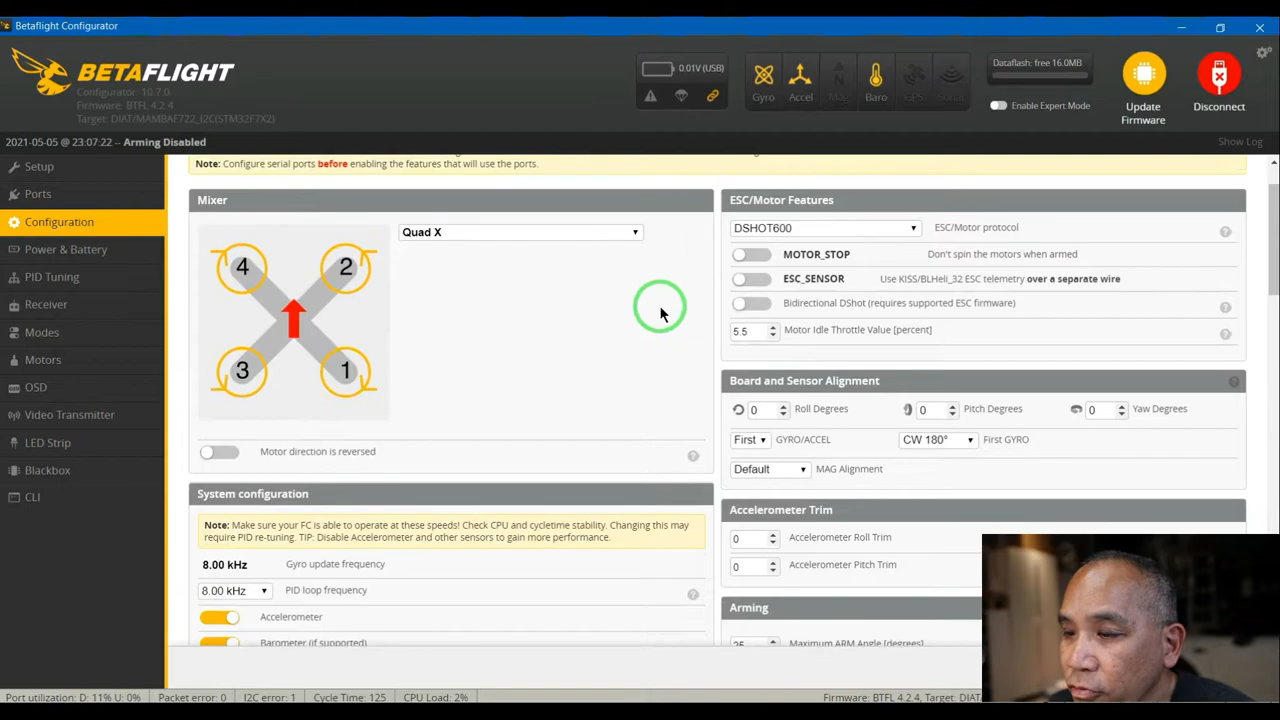 Betaflight Configurator
BETAFLIGHT
Configurator: 10.7.0
Firmware: BTFL 4.2.4
Target: DIAT/MAMBAF722_I2C(STM32F7X2)
0.01V (USB)
Gyro
Accel
Mag
Baro
GPS
Sonar
Dataflash: free 16.0MB
Enable Expert Mode
Update
Firmware
Disconnect
2021-05-05 @ 23:07:22 -- Arming Disabled
Show Log
Setup
Ports
Configuration
Power & Battery
PID Tuning
Receiver
Modes
Motors
OSD
Video Transmitter
LED Strip
Blackbox
CLI
Note: Configure serial ports before enabling the features that will use the ports.
Mixer
Quad X
4
2
3
1
Motor direction is reversed
System configuration
Note: Make sure your FC is able to operate at these speeds! Check CPU and cycletime stability. Changing this may
require PID re-tuning. TIP: Disable Accelerometer and other sensors to gain more performance.
8.00 kHz Gyro update frequency
8.00 kHz PID loop frequency
Accelerometer
Barometer (if supported)
ESC/Motor Features
DSHOT600 ESC/Motor protocol
MOTOR_STOP Don't spin the motors when armed
ESC_SENSOR Use KISS/BLHeli_32 ESC telemetry over a separate wire
Bidirectional DShot (requires supported ESC firmware)
5.5 Motor Idle Throttle Value [percent]
Board and Sensor Alignment
0 Roll Degrees 0 Pitch Degrees 0 Yaw Degrees
First GYRO/ACCEL CW 180° First GYRO
Default MAG Alignment
Accelerometer Trim
0 Accelerometer Roll Trim
0 Accelerometer Pitch Trim
Arming
25 Maximum ARM Angle [degrees]
Port utilization: D: 11% U: 0% Packet error: 0 I2C error: 1 Cycle Time: 125 CPU Load: 2% Firmware: BTFL 4.2.4, Target: DIAT